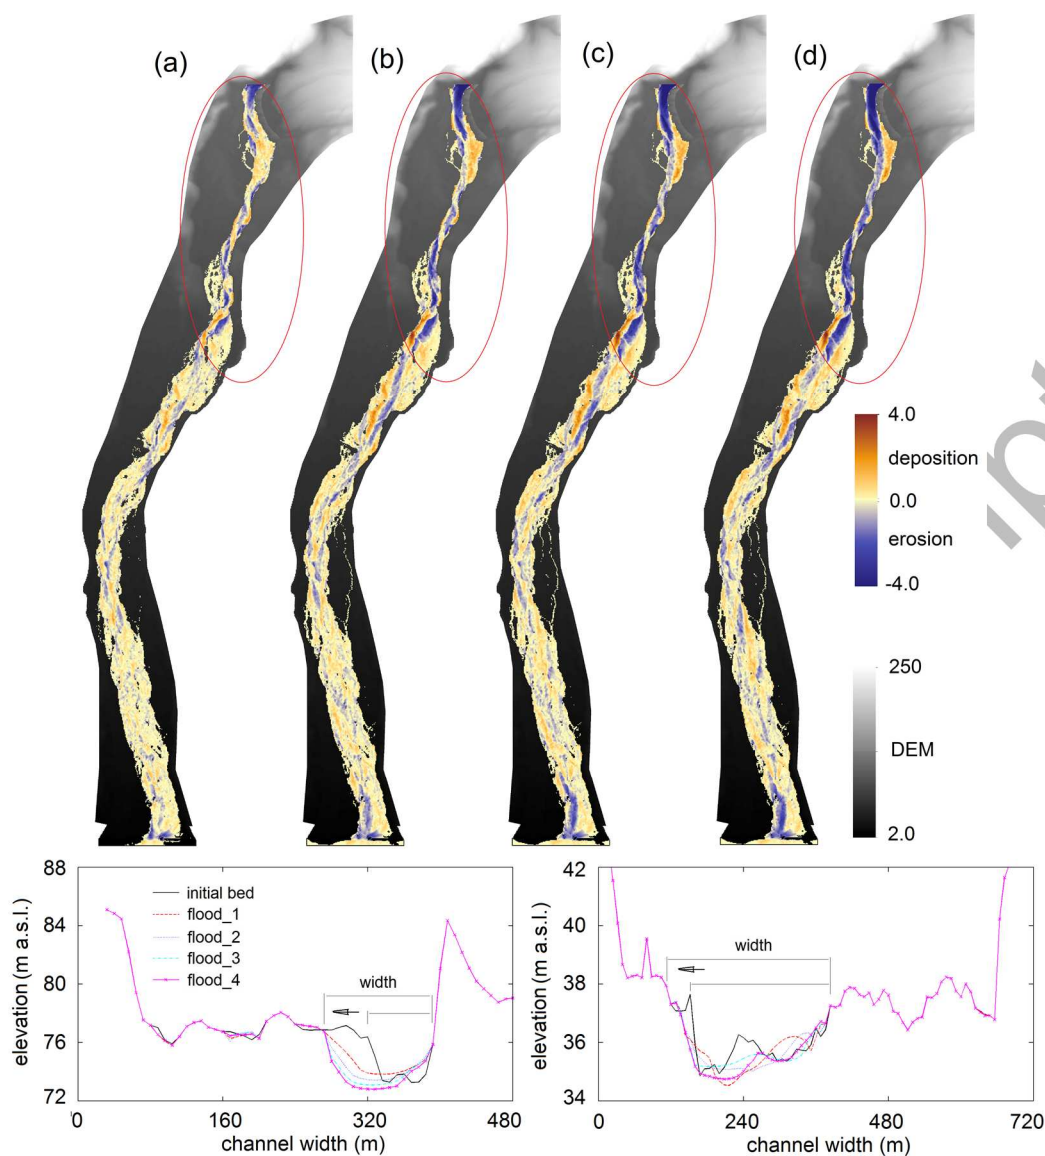 (a) (b) (c) (d)
4.0
deposition
0.0
erosion
-4.0
250
DEM
2.0
88
84
80
76
72
elevation (m a.s.l.)
initial bed
flood_1
flood_2
flood_3
flood_4
width
0 160 320 480
channel width (m)
42
40
38
36
34
elevation (m a.s.l.)
width
0 240 480 720
channel width (m)